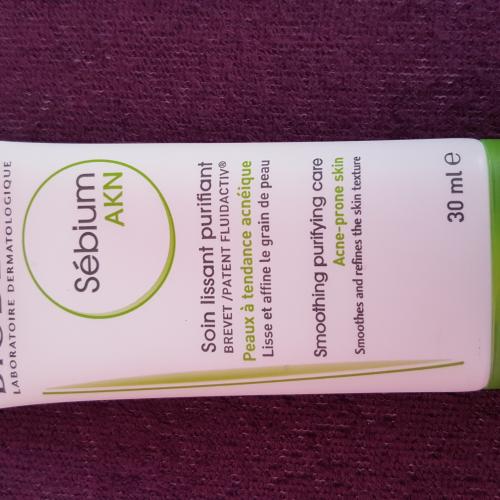 LABORATOIRE DERMATOLOGIQUE
Sébium
AKN
Soin lissant purifiant
BREVET /PATENT FLUIDACTIV®
Peaux à tendance acnéique
Lisse et affine le grain de peau
Smoothing purifying care
Acne-prone skin
Smoothes and refines the skin texture
30 ml e